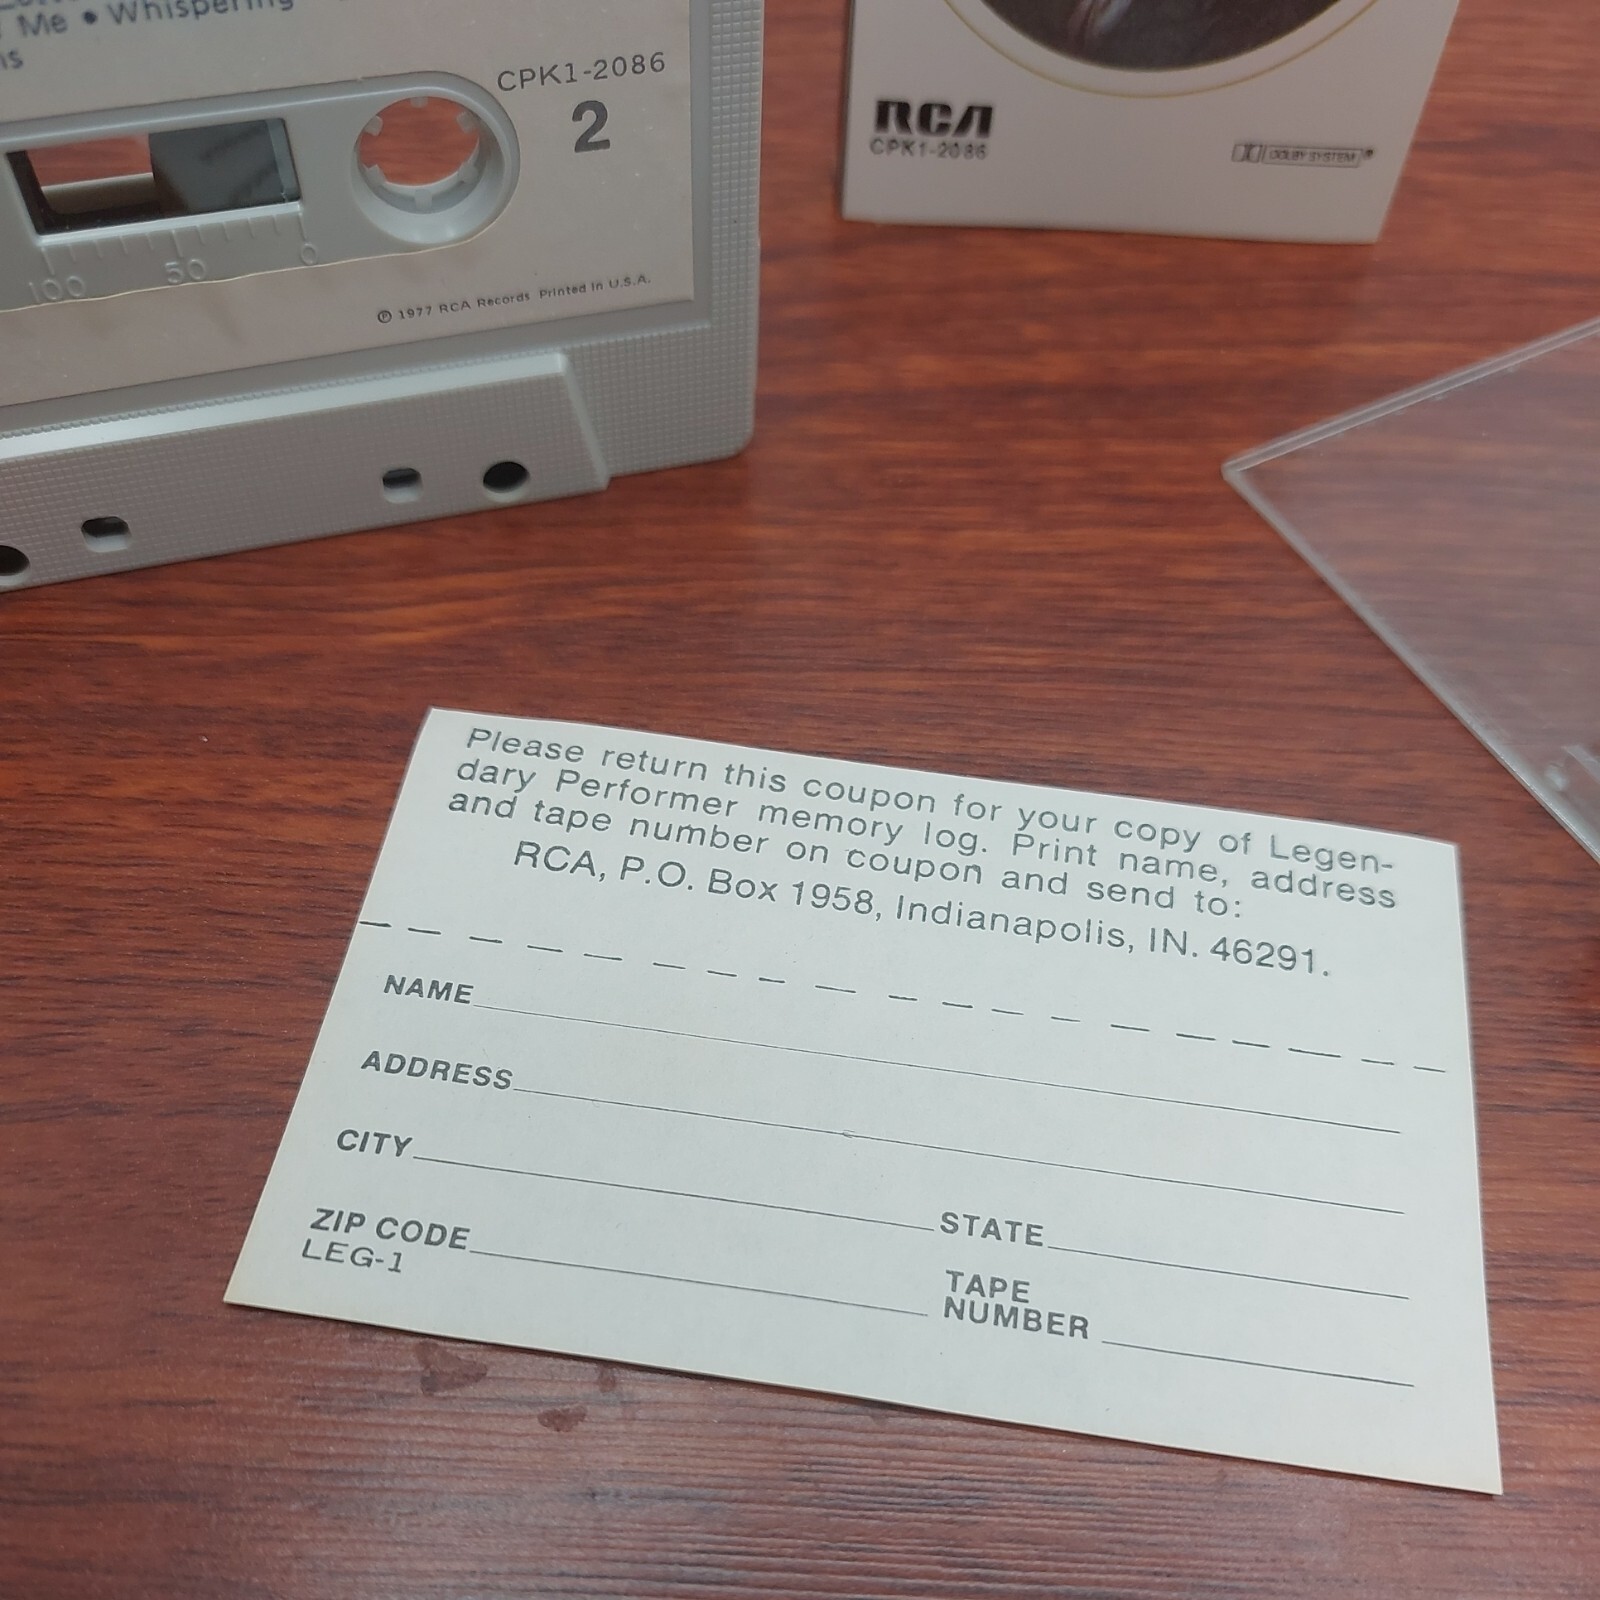 Me • Whispering
ns
CPK1-2086
2
100 50 0
℗ 1977 RCA Records Printed in U.S.A.
RCA
CPK1-2086
DOLBY SYSTEM®
Please return this coupon for your copy of Legen-
dary Performer memory log. Print name, address
and tape number on coupon and send to:
RCA, P.O. Box 1958, Indianapolis, IN. 46291.
NAME
ADDRESS
CITY
STATE
ZIP CODE
LEG-1
TAPE
NUMBER